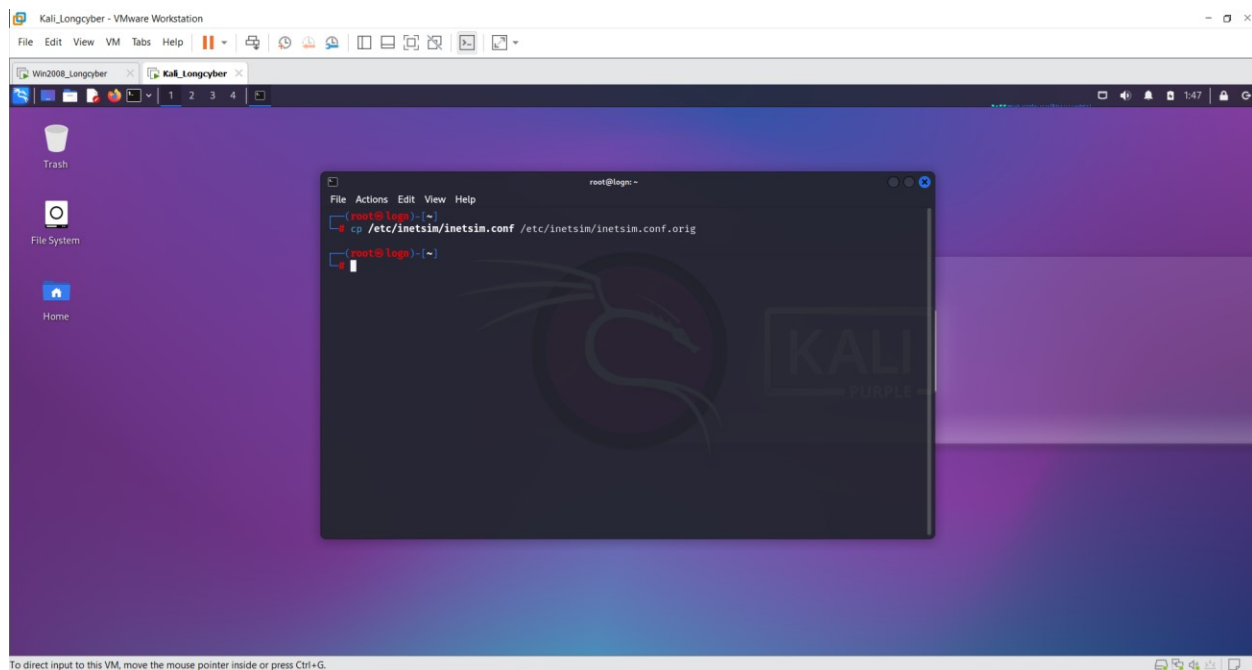 Kali_Longcyber - VMware Workstation
File Edit View VM Tabs Help
Win2008_Longcyber Kali_Longcyber
1 2 3 4 1:47
Trash
root@logn: ~
File Actions Edit View Help
(root㉿logn)-[~]
# cp /etc/inetsim/inetsim.conf /etc/inetsim/inetsim.conf.orig
File System
(root㉿logn)-[~]
#
Home
KALI
PURPLE
To direct input to this VM, move the mouse pointer inside or press Ctrl+G.